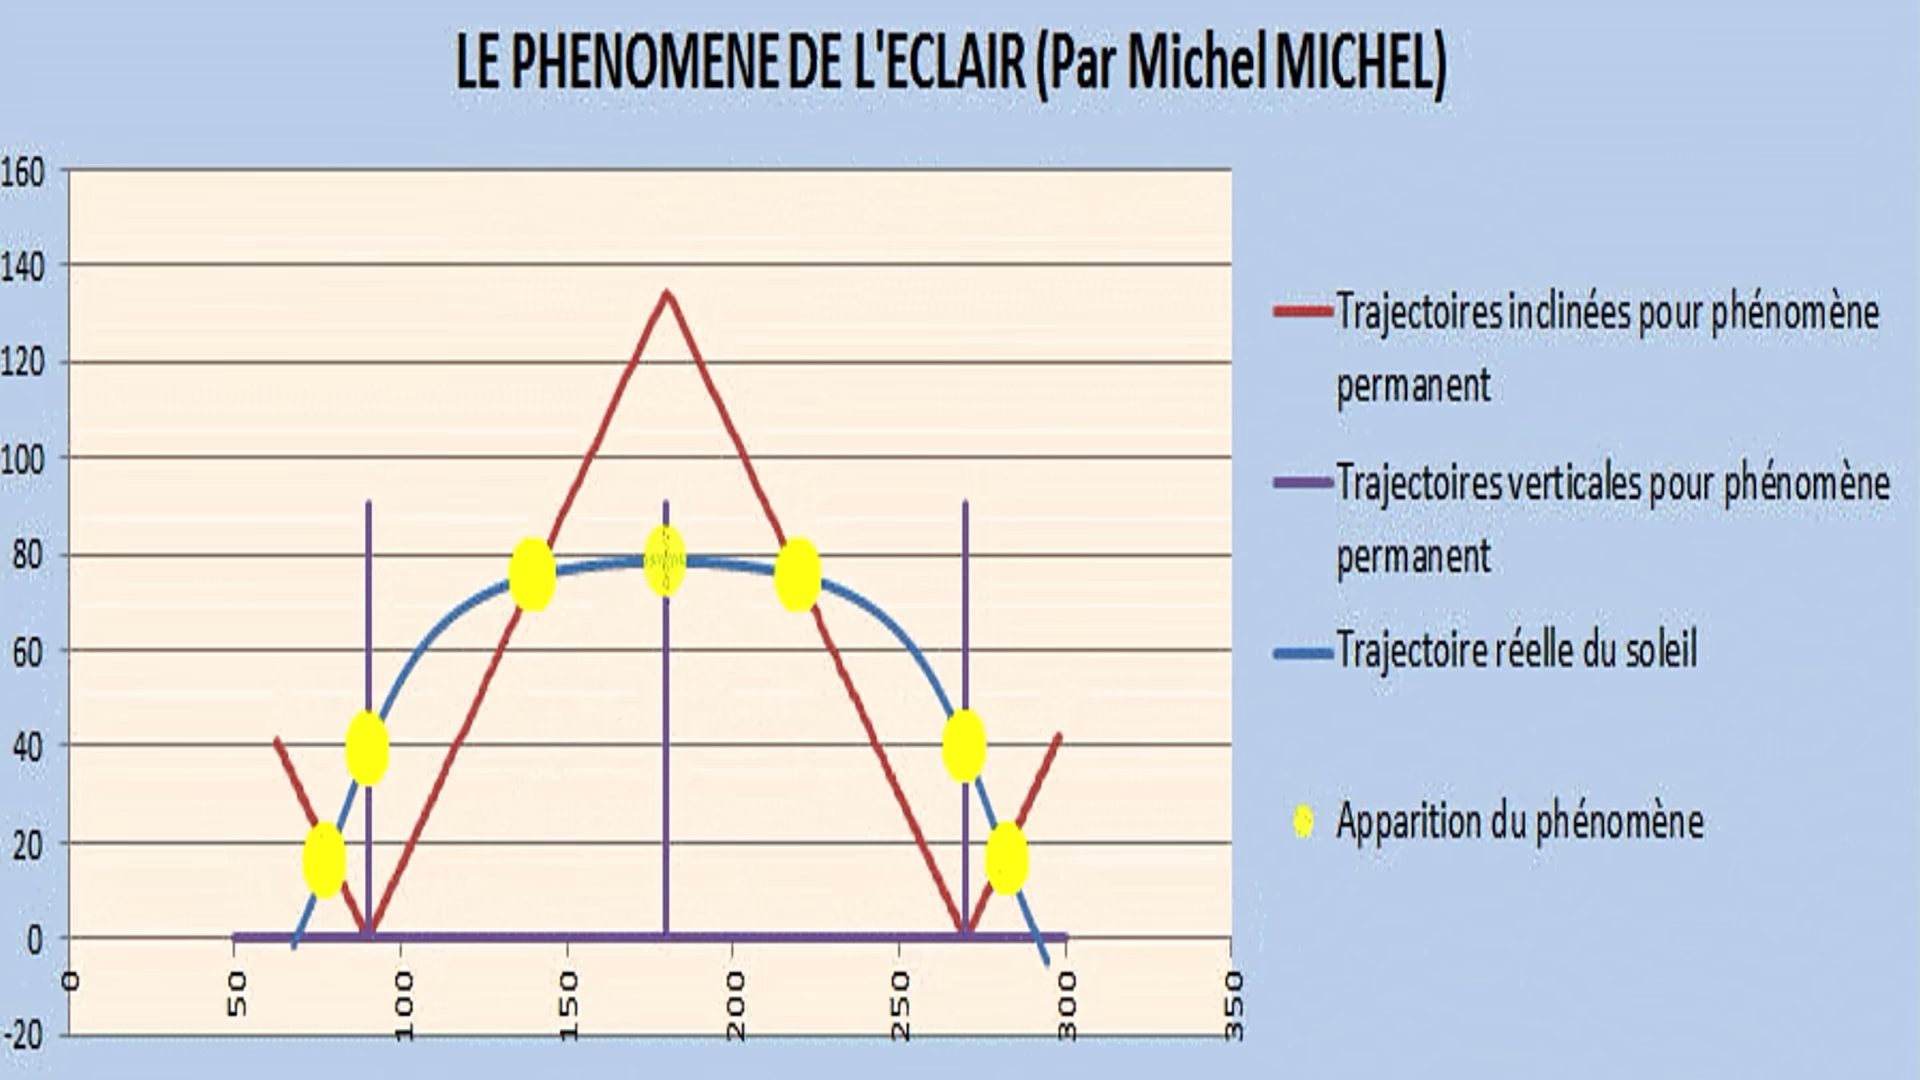 LE PHENOMENE DE L'ECLAIR (Par Michel MICHEL)
160
140
120
100
80
60
40
20
0
-20
0
50
100
150
200
250
300
350
Trajectoires inclinées pour phénomène
permanent
Trajectoires verticales pour phénomène
permanent
Trajectoire réelle du soleil
Apparition du phénomène